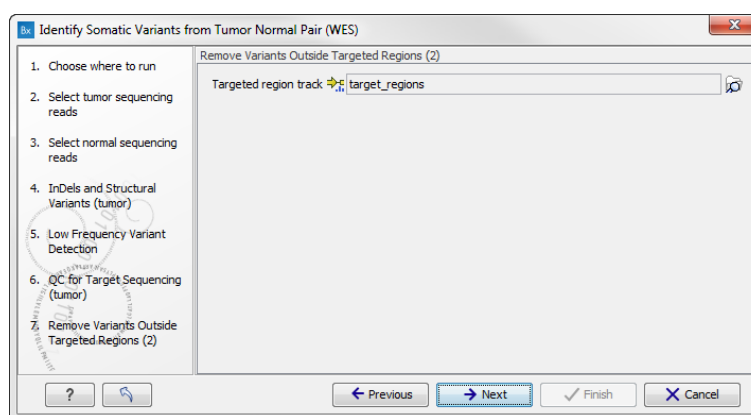 Bx Identify Somatic Variants from Tumor Normal Pair (WES)
1. Choose where to run
2. Select tumor sequencing
reads
3. Select normal sequencing
reads
4. InDels and Structural
Variants (tumor)
5. Low Frequency Variant
Detection
6. QC for Target Sequencing
(tumor)
7. Remove Variants Outside
Targeted Regions (2)
Remove Variants Outside Targeted Regions (2)
Targeted region track target_regions
? Previous Next Finish Cancel